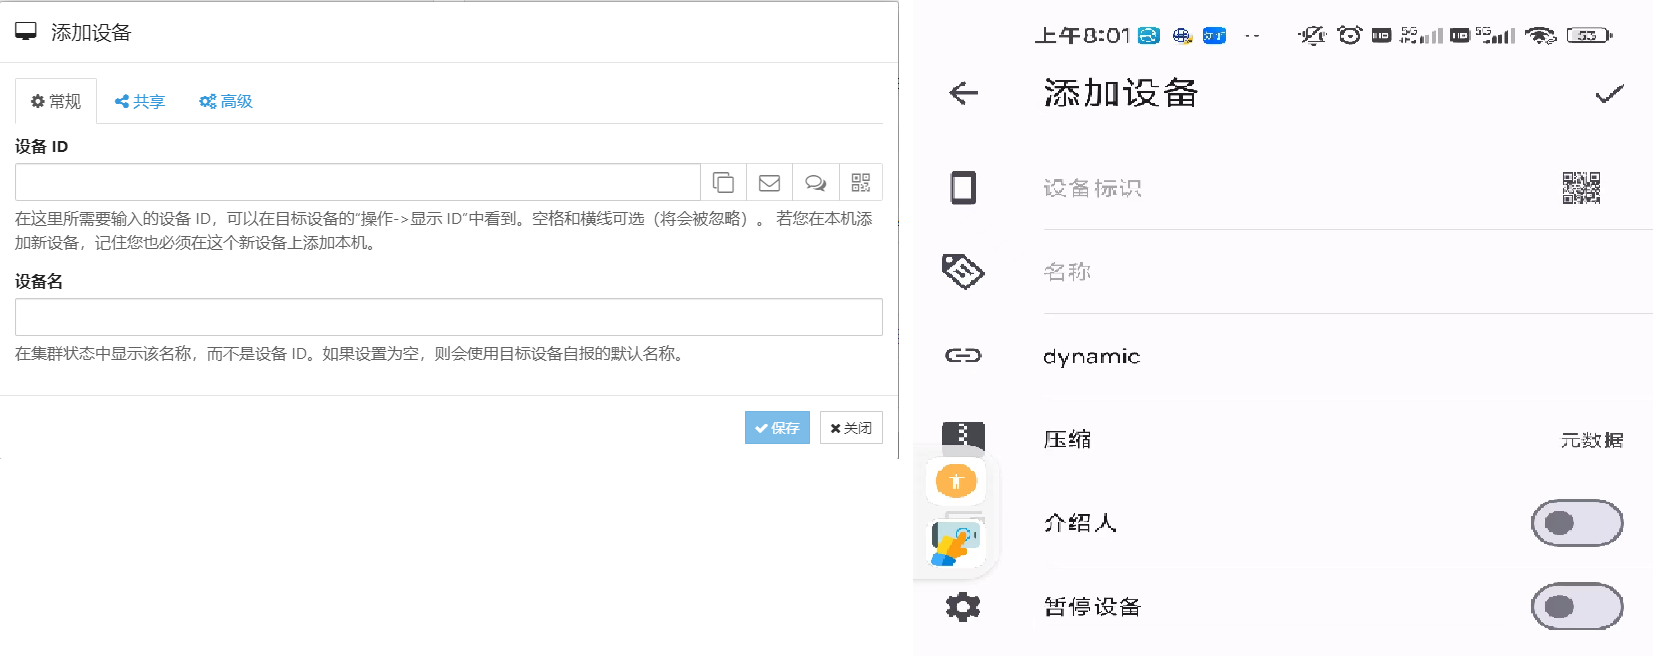 添加设备
常规
共享
高级
设备 ID
在这里所需要输入的设备 ID，可以在目标设备的“操作->显示 ID”中看到。空格和横线可选（将会被忽略）。 若您在本机添
加新设备，记住您也必须在这个新设备上添加本机。
设备名
在集群状态中显示该名称，而不是设备 ID。如果设置为空，则会使用目标设备自报的默认名称。
保存
关闭
上午8:01
HD
5G
HD
5G
53
添加设备
设备标识
名称
dynamic
压缩
元数据
介绍人
暂停设备